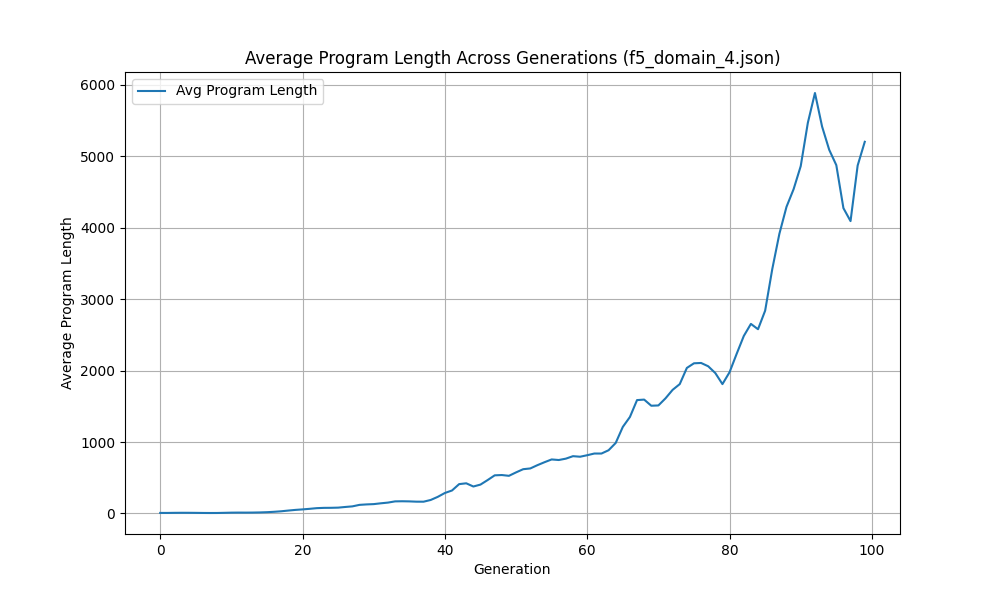 Average Program Length Across Generations (f5_domain_4.json)
Avg Program Length
6000
5000
4000
3000
2000
1000
0
Average Program Length
0 20 40 60 80 100
Generation